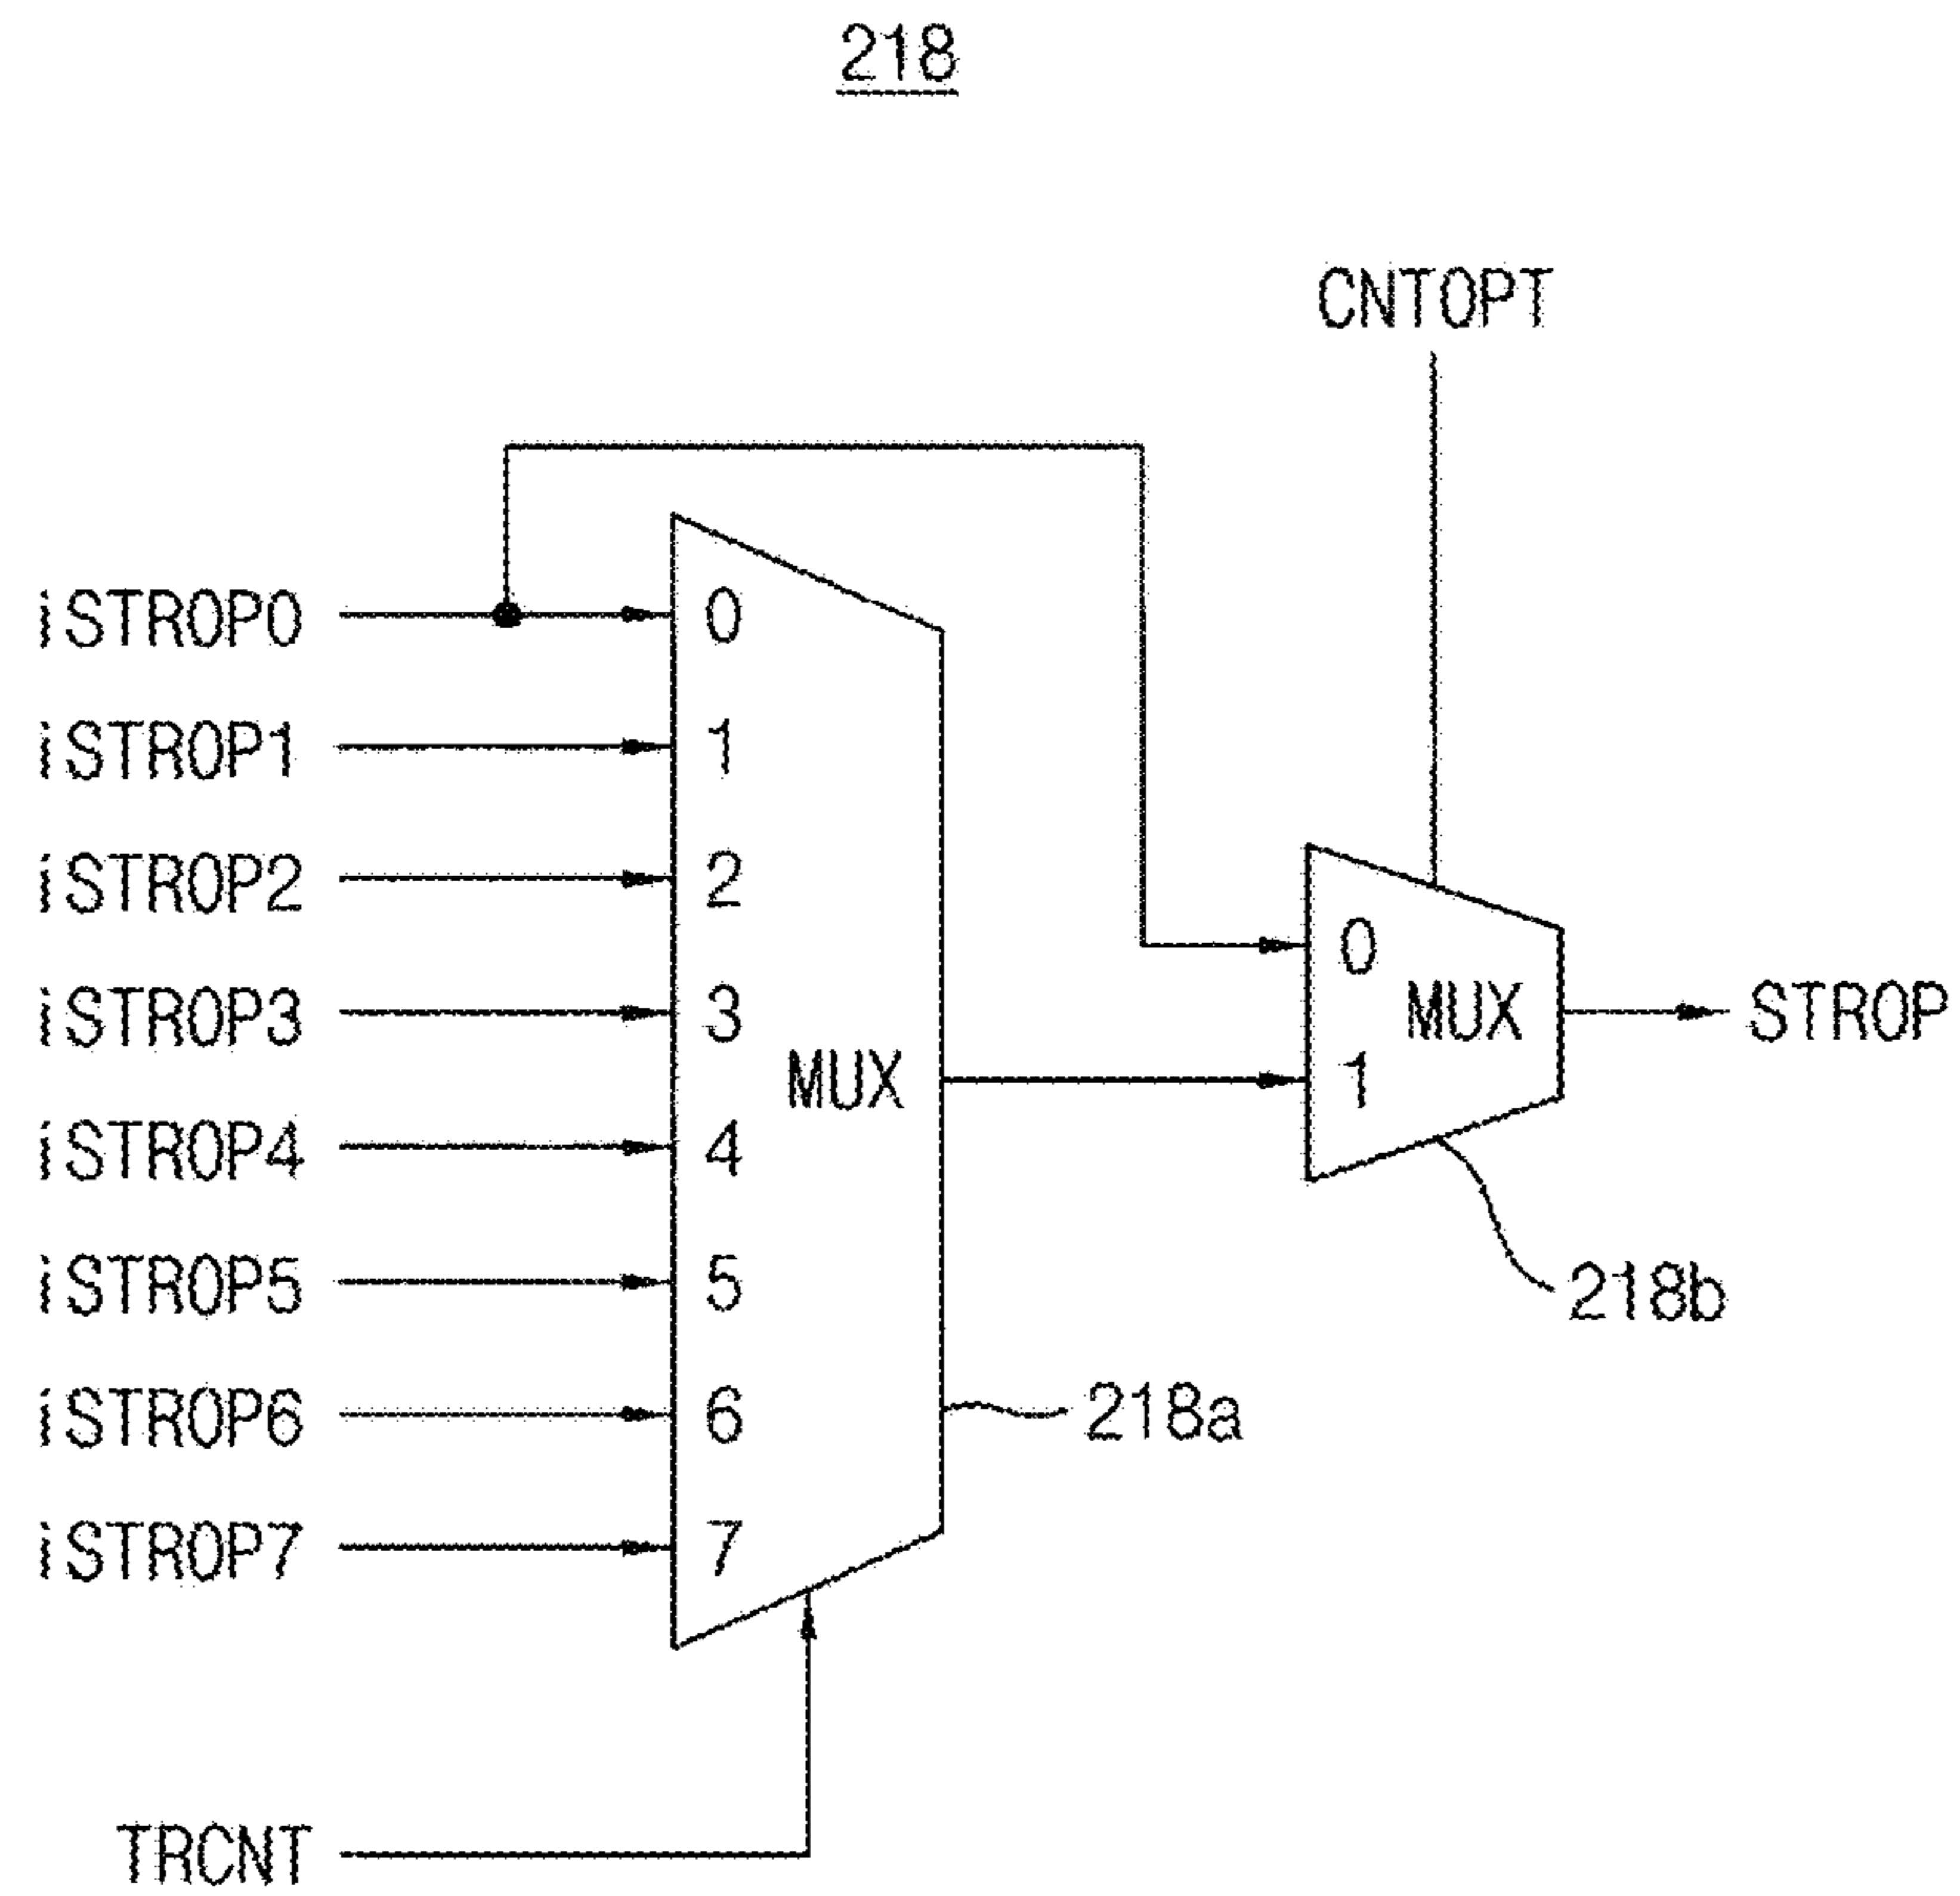 218
CNTOPT
iSTROP0 0
iSTROP1 1
iSTROP2 2
0
iSTROP3 3 MUX STROP
MUX 1
iSTROP4 4
iSTROP5 5
218b
iSTROP6 6 218a
iSTROP7 7
TRCNT